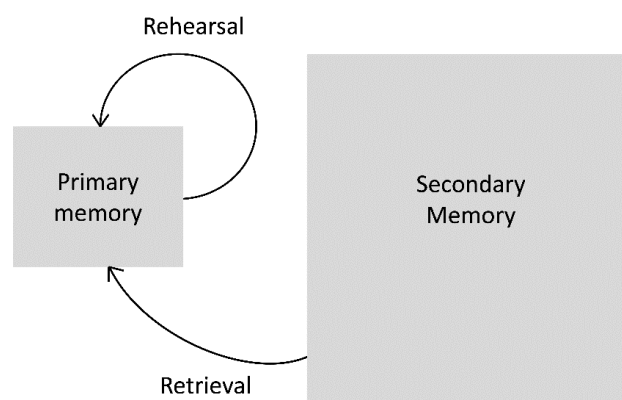 Rehearsal
Primary
memory
Secondary
Memory
Retrieval